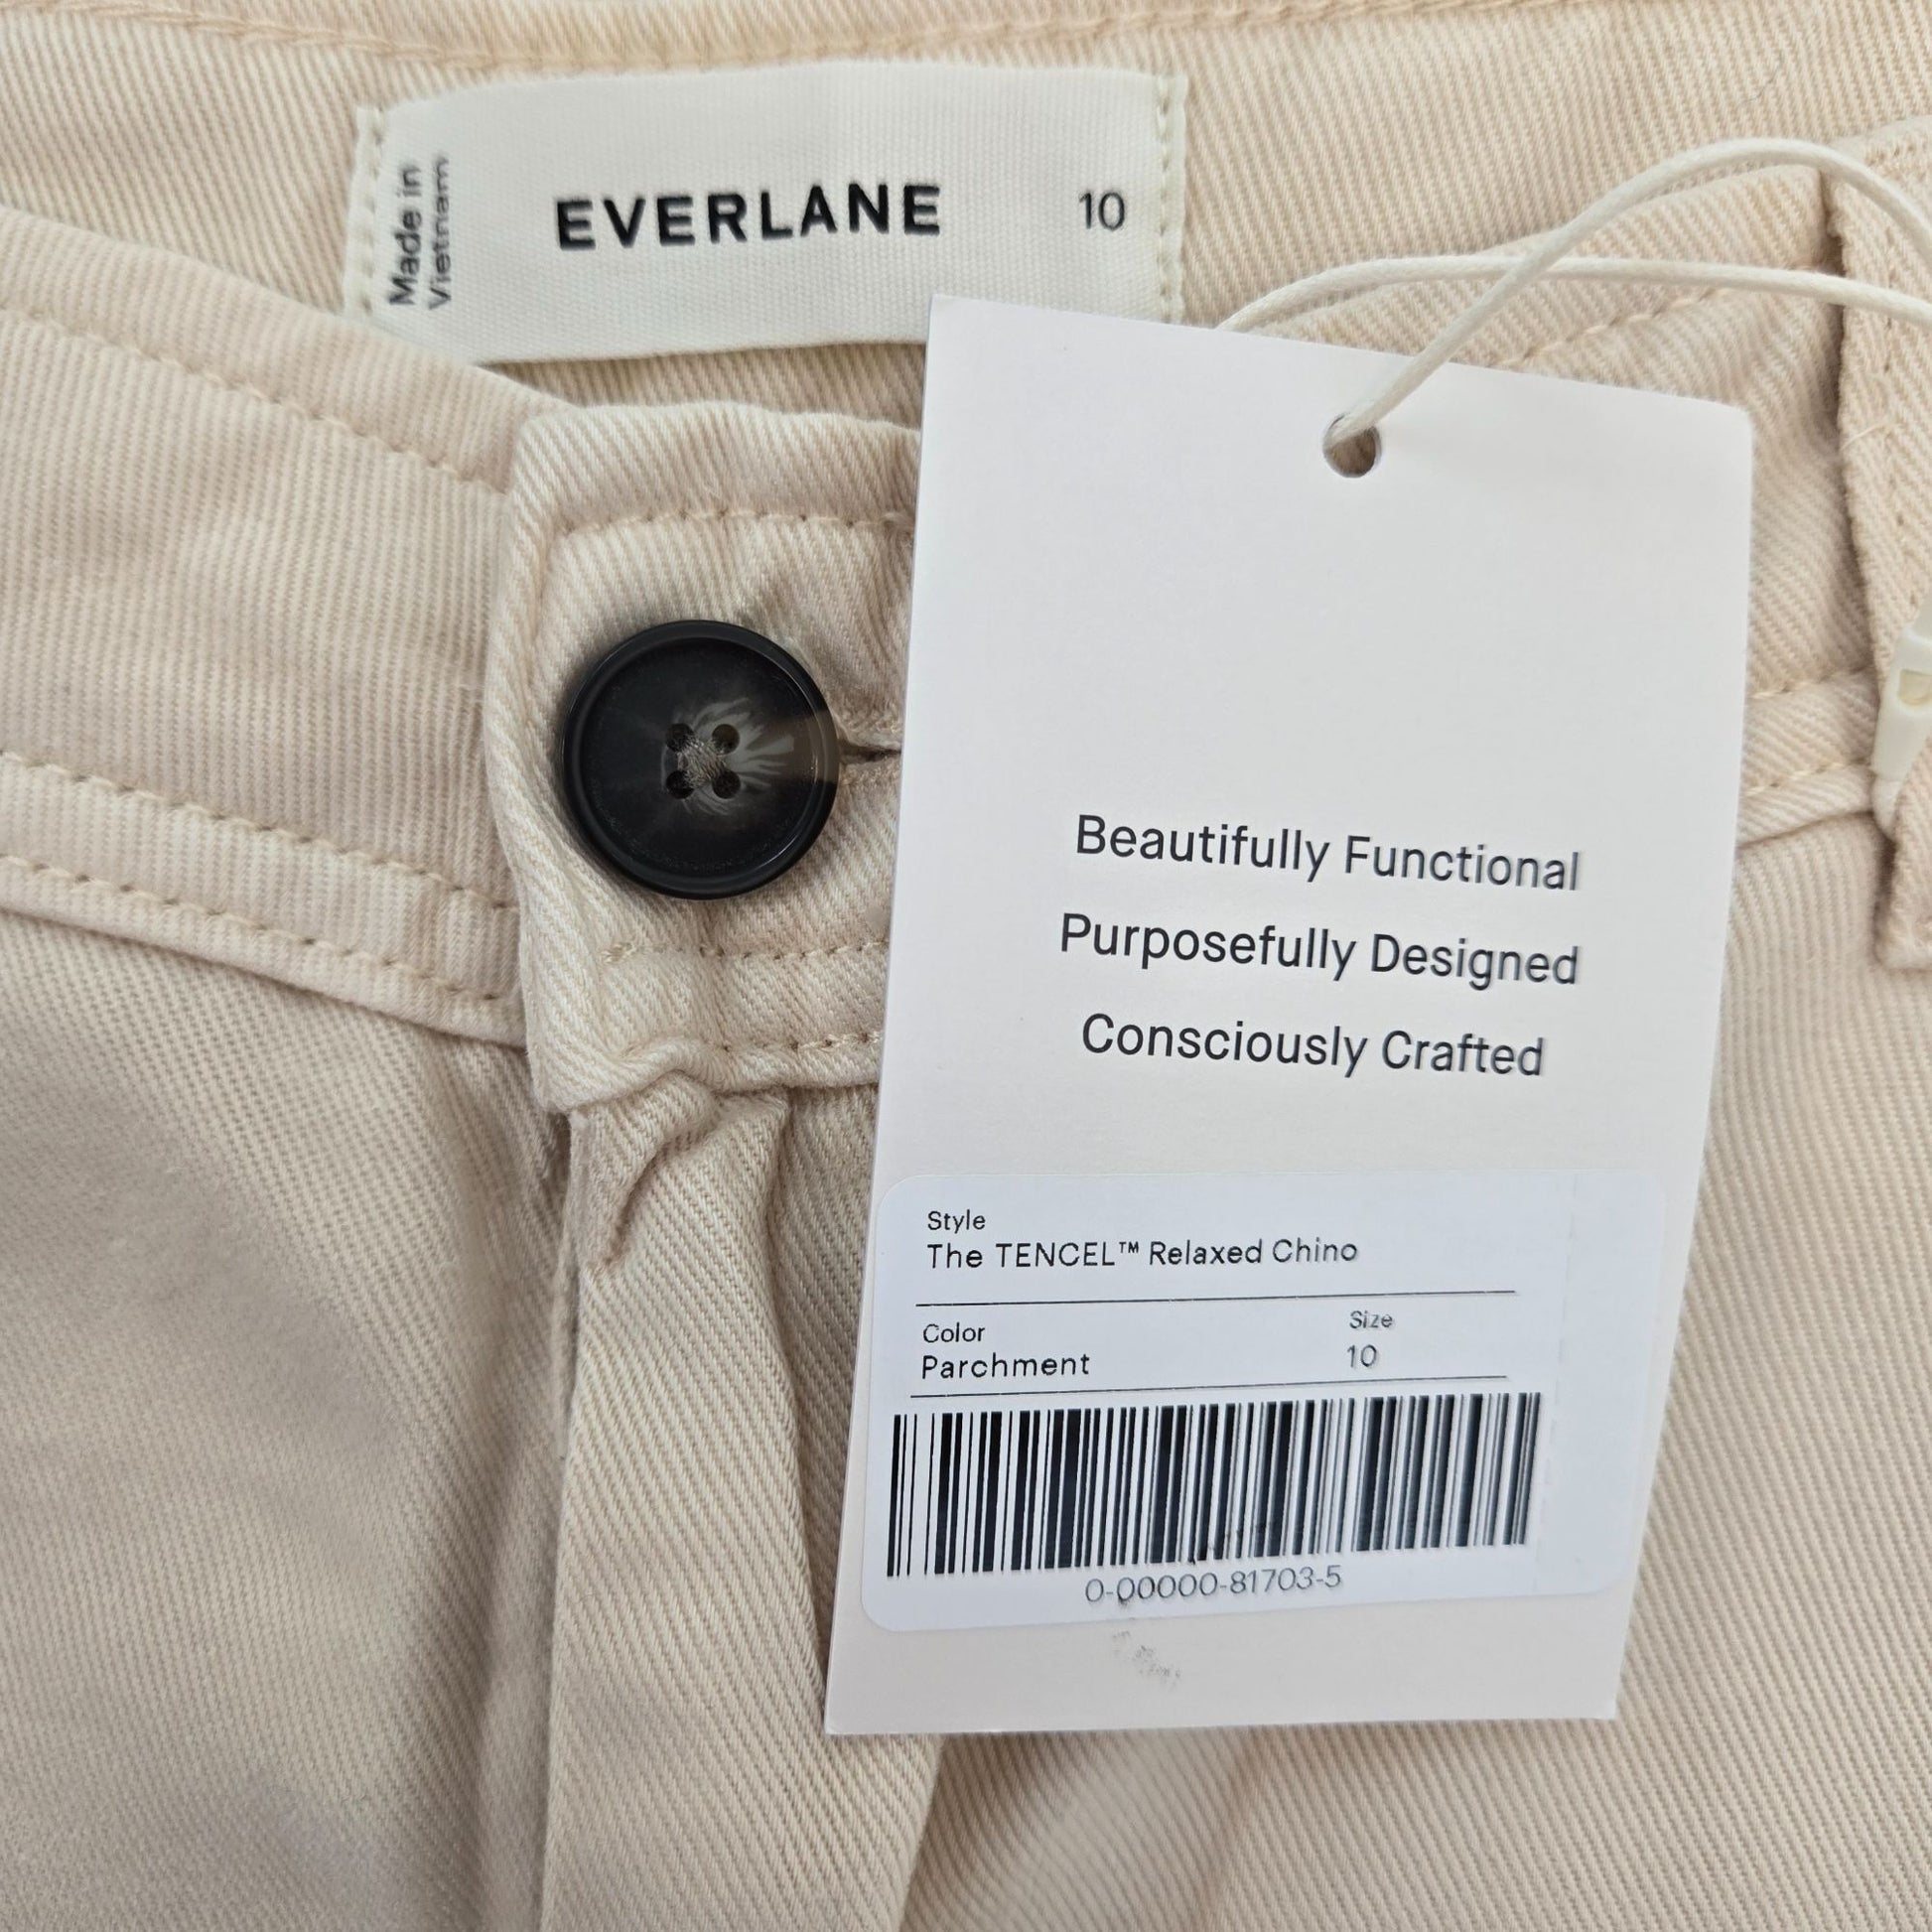 Made in
Vietnam
EVERLANE
10
Beautifully Functional
Purposefully Designed
Consciously Crafted
Style
The TENCEL™ Relaxed Chino
Color
Parchment
Size
10
0-00000-81703-5